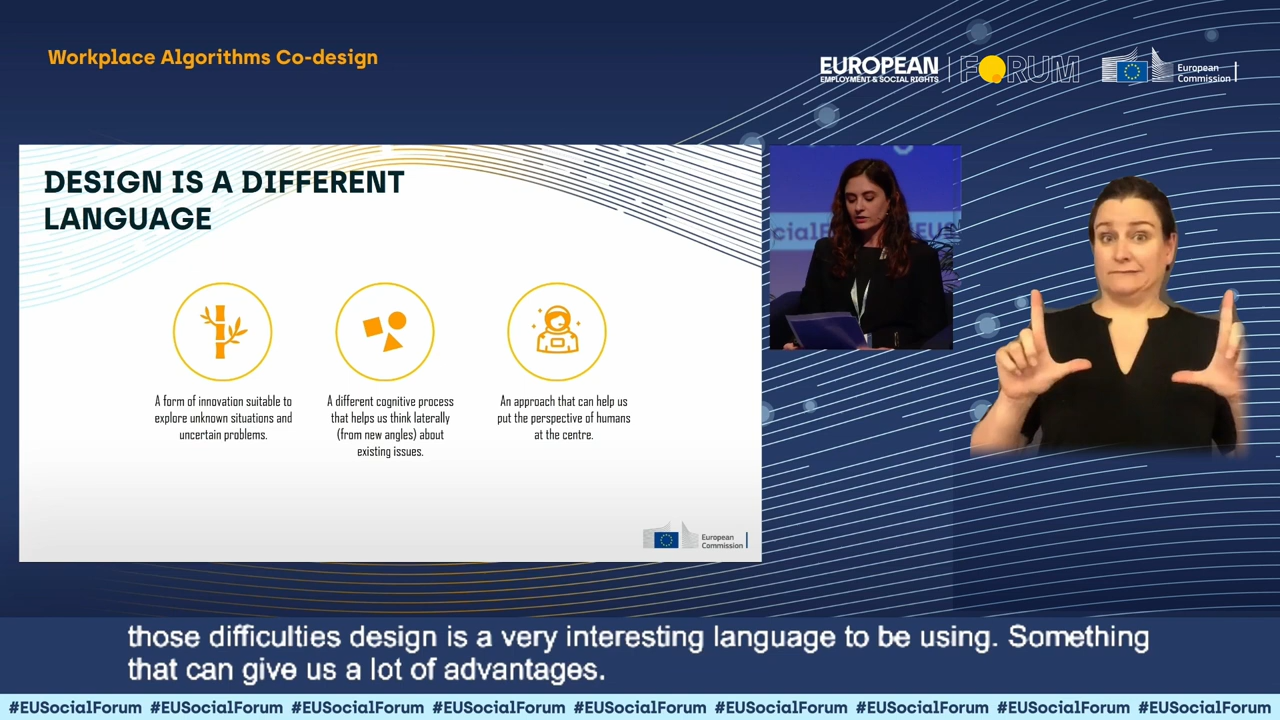 Workplace Algorithms Co-design
EUROPEAN
EMPLOYMENT & SOCIAL RIGHTS
FORUM
European
Commission
DESIGN IS A DIFFERENT
LANGUAGE
A form of innovation suitable to
explore unknown situations and
uncertain problems.
A different cognitive process
that helps us think laterally
(from new angles) about
existing issues.
An approach that can help us
put the perspective of humans
at the centre.
European
Commission
cialE
EUS
those difficulties design is a very interesting language to be using. Something
that can give us a lot of advantages.
#EUSocialForum #EUSocialForum #EUSocialForum #EUSocialForum #EUSocialForum #EUSocialForum #EUSocialForum #EUSocialForum #EUSocialForum